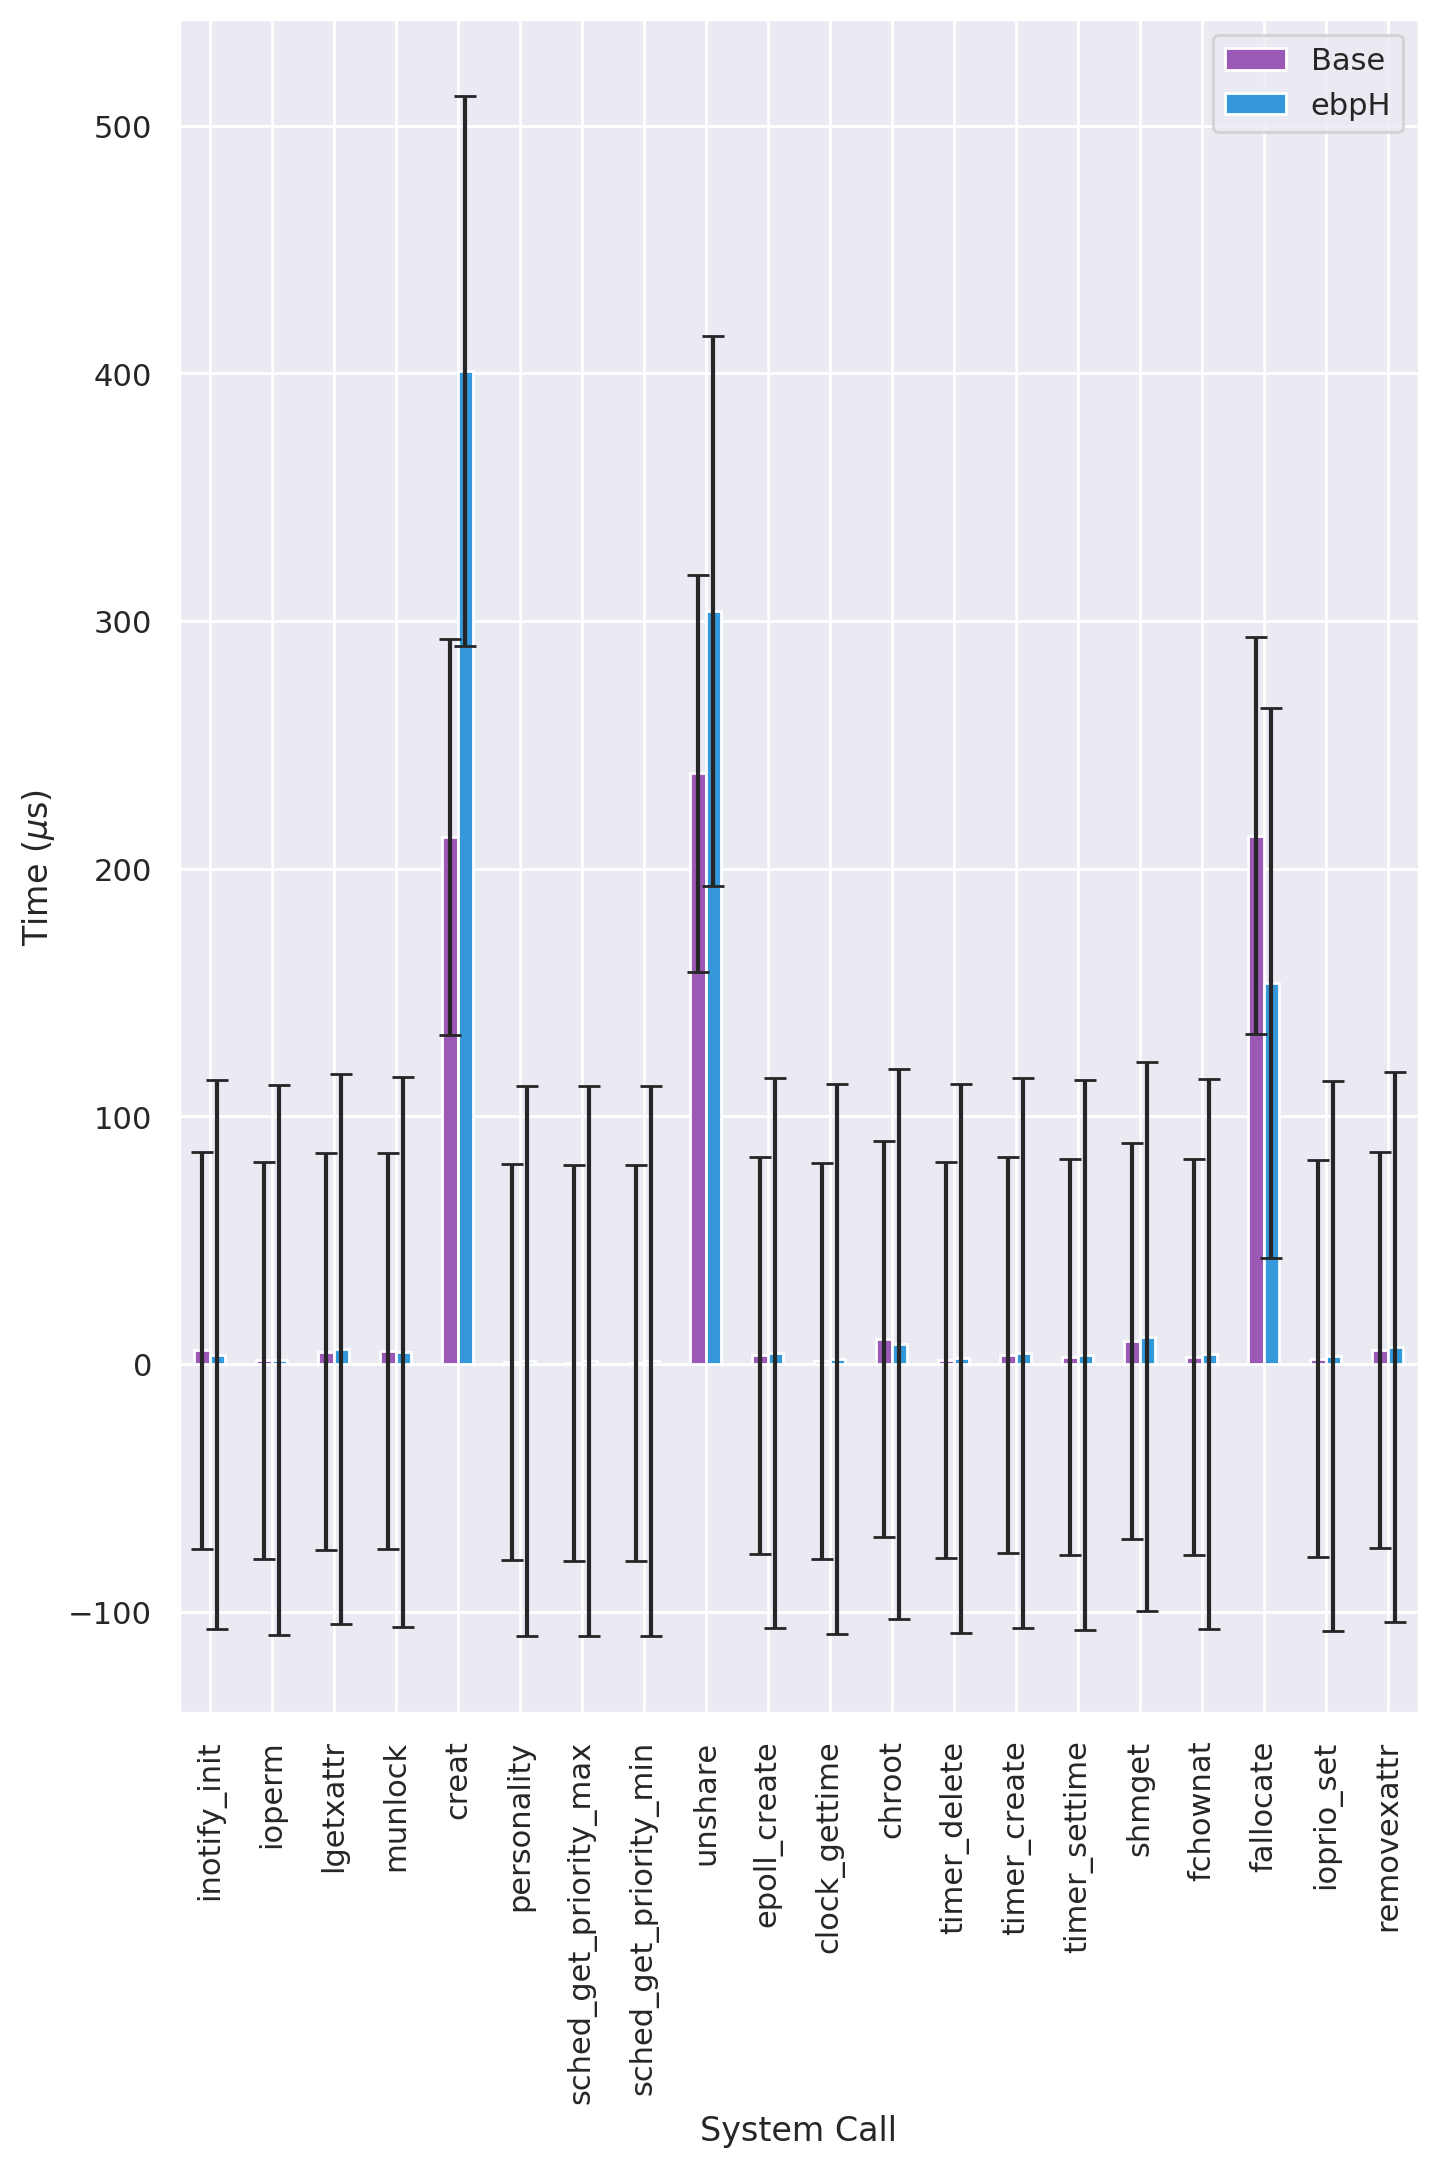 Base
ebpH
500
400
300
200
100
0
−100
Time (μs)
inotify_init
ioperm
lgetxattr
munlock
creat
personality
sched_get_priority_max
sched_get_priority_min
unshare
epoll_create
clock_gettime
chroot
timer_delete
timer_create
timer_settime
shmget
fchownat
fallocate
ioprio_set
removexattr
System Call